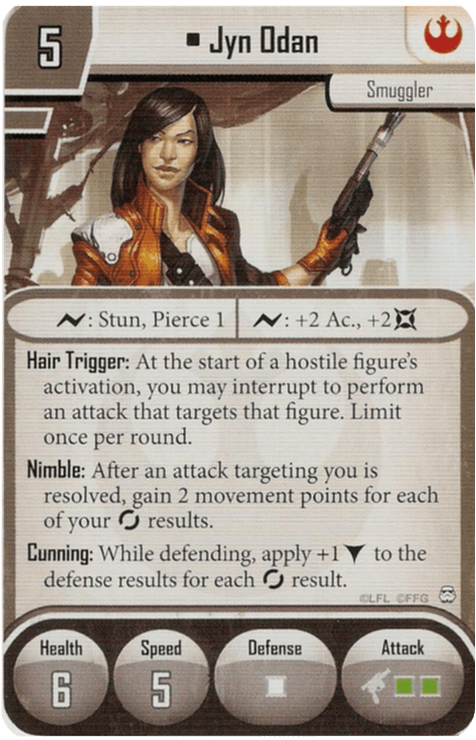 5
▪ Jyn Odan
Smuggler
: Stun, Pierce 1
: +2 Ac., +2
Hair Trigger: At the start of a hostile figure's
activation, you may interrupt to perform
an attack that targets that figure. Limit
once per round.
Nimble: After an attack targeting you is
resolved, gain 2 movement points for each
of your results.
Cunning: While defending, apply +1 to the
defense results for each result.
©LFL ©FFG
Health
Speed
Defense
Attack
6
5